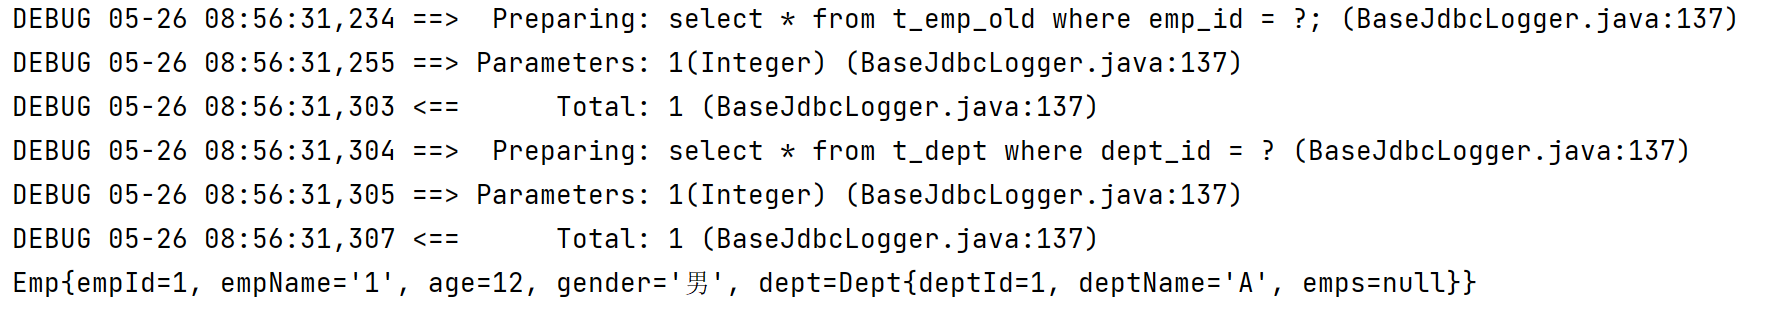 DEBUG 05-26 08:56:31,234 ==>  Preparing: select * from t_emp_old where emp_id = ?; (BaseJdbcLogger.java:137)
DEBUG 05-26 08:56:31,255 ==> Parameters: 1(Integer) (BaseJdbcLogger.java:137)
DEBUG 05-26 08:56:31,303 <==      Total: 1 (BaseJdbcLogger.java:137)
DEBUG 05-26 08:56:31,304 ==>  Preparing: select * from t_dept where dept_id = ? (BaseJdbcLogger.java:137)
DEBUG 05-26 08:56:31,305 ==> Parameters: 1(Integer) (BaseJdbcLogger.java:137)
DEBUG 05-26 08:56:31,307 <==      Total: 1 (BaseJdbcLogger.java:137)
Emp{empId=1, empName='1', age=12, gender='男', dept=Dept{deptId=1, deptName='A', emps=null}}